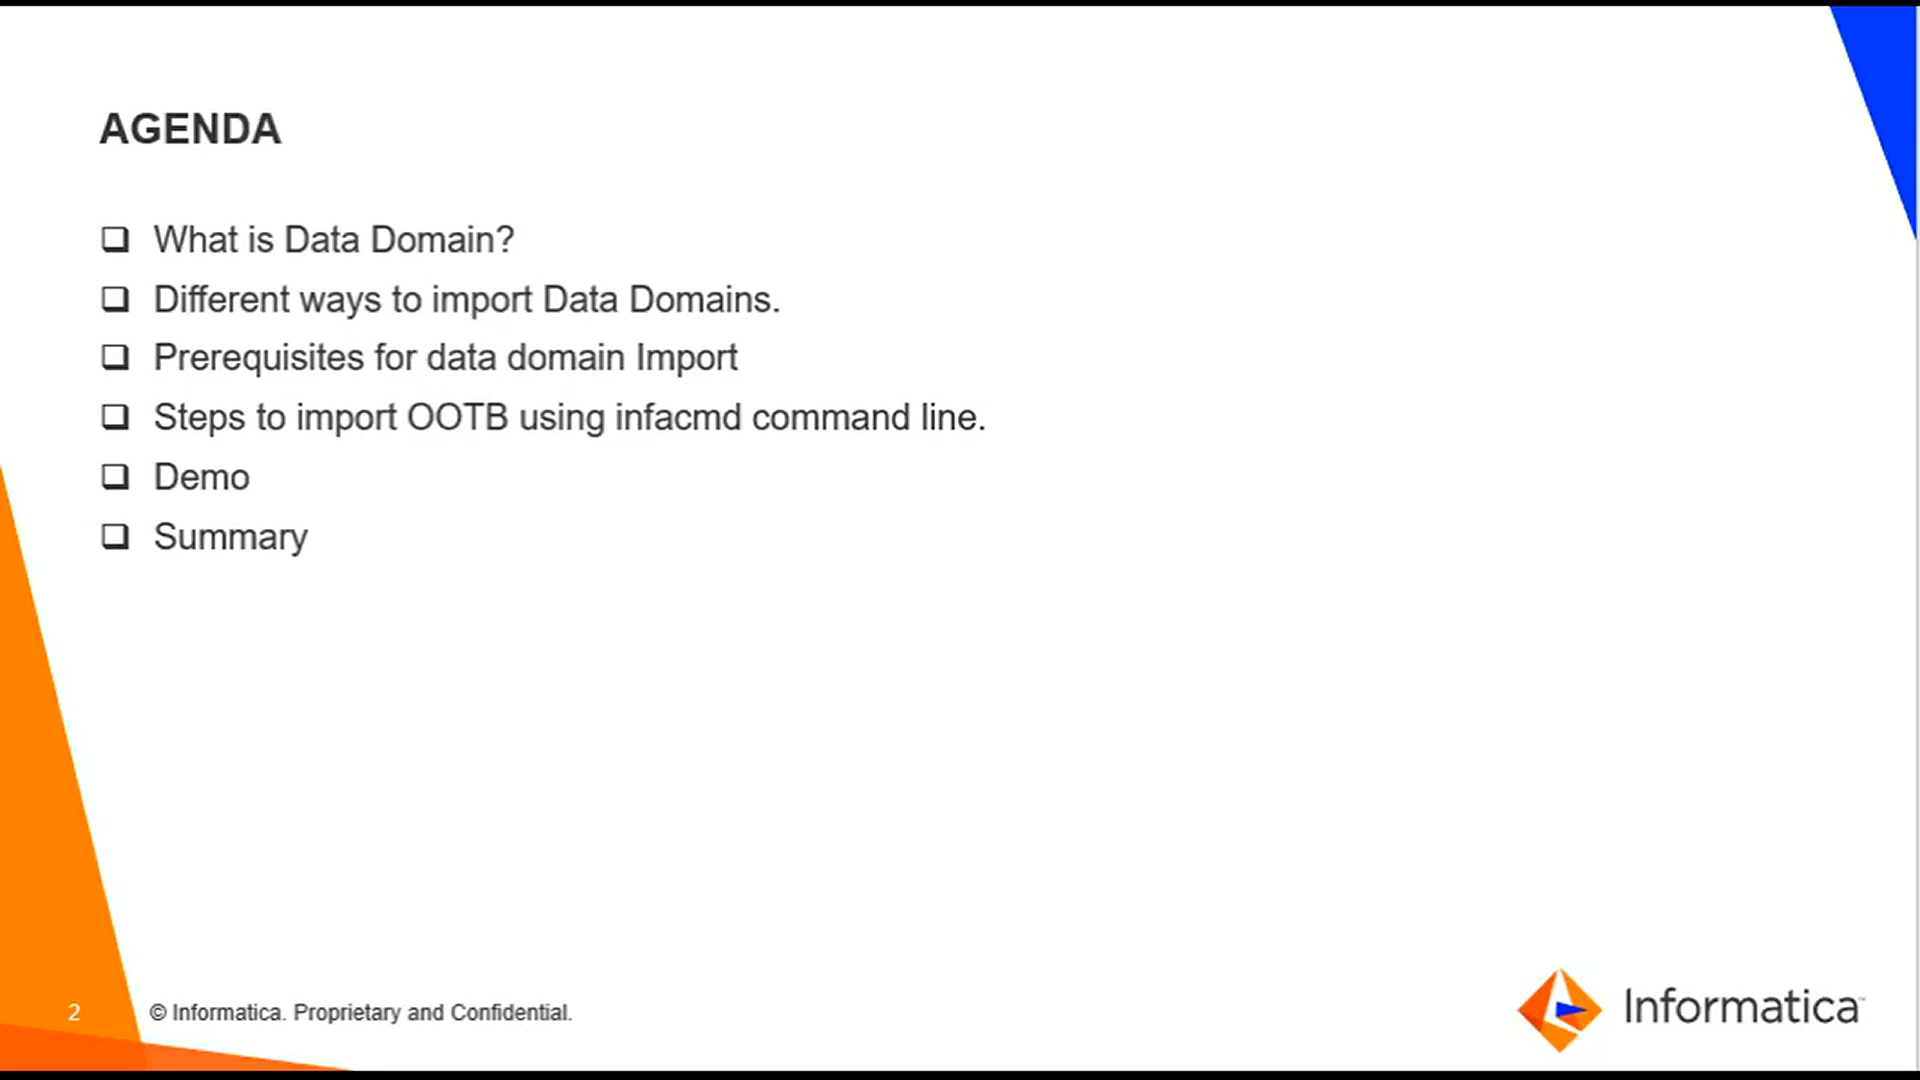 AGENDA
What is Data Domain?
Different ways to import Data Domains.
Prerequisites for data domain Import
Steps to import OOTB using infacmd command line.
Demo
Summary
2
© Informatica. Proprietary and Confidential.
Informatica™